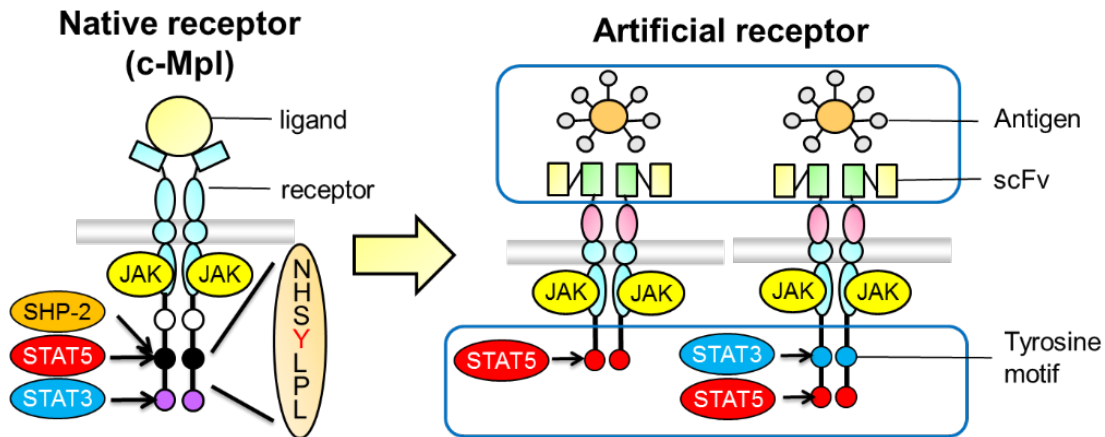 Native receptor
(c-Mpl)
ligand
receptor
JAK JAK
SHP-2
STAT5
STAT3
N
H
S
Y
L
P
L
Artificial receptor
Antigen
scFv
JAK JAK JAK JAK
STAT5
STAT3
STAT5
Tyrosine
motif